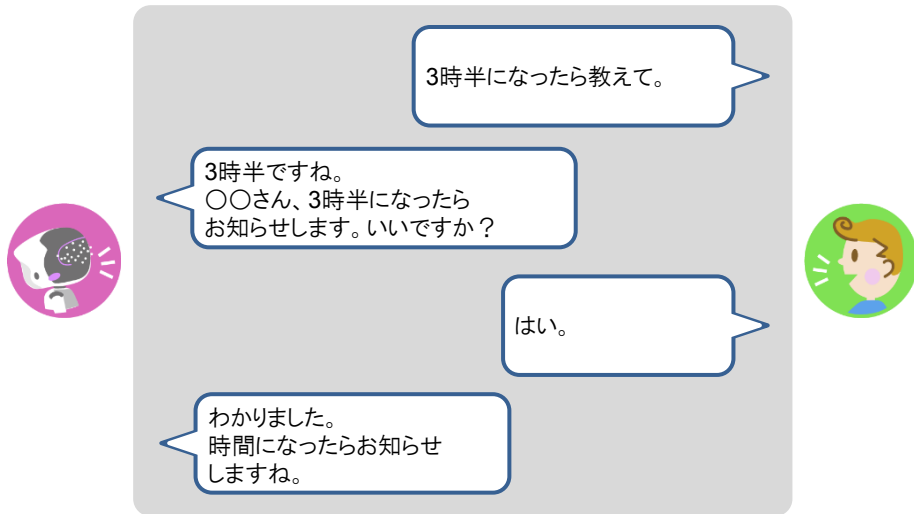 3時半になったら教えて。
3時半ですね。
〇〇さん、3時半になったら
お知らせします。いいですか？
はい。
わかりました。
時間になったらお知らせ
しますね。